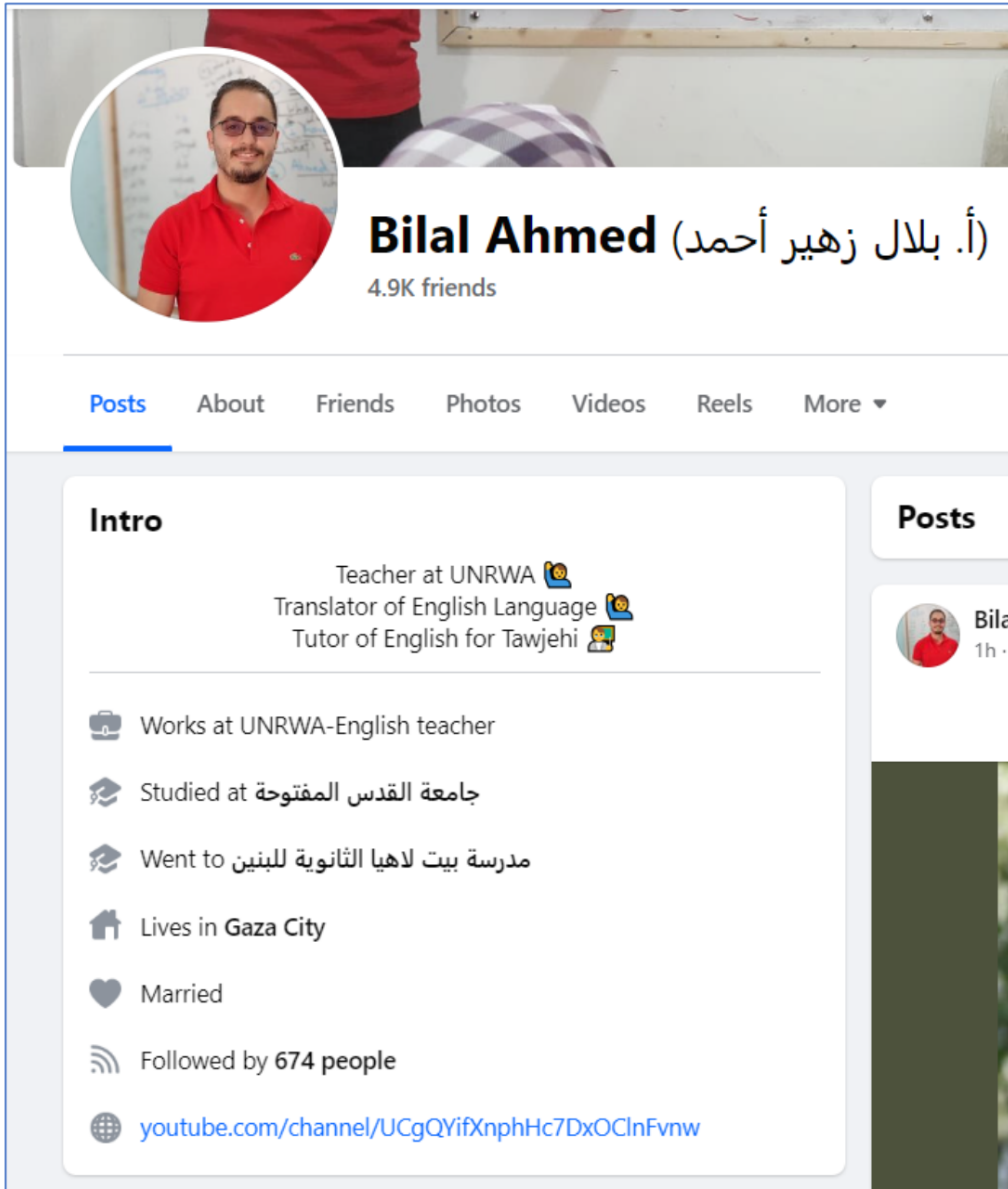 Bilal Ahmed (أ. بلال زهير أحمد)
4.9K friends
Posts About Friends Photos Videos Reels More
Intro
Teacher at UNRWA 🙋‍♂️
Translator of English Language 🙋‍♂️
Tutor of English for Tawjehi 👨‍🏫
Works at UNRWA-English teacher
Studied at جامعة القدس المفتوحة
Went to مدرسة بيت لاهيا الثانوية للبنين
Lives in Gaza City
Married
Followed by 674 people
youtube.com/channel/UCgQYifXnphHc7DxOClnFvnw
Posts
Bila
1h ·